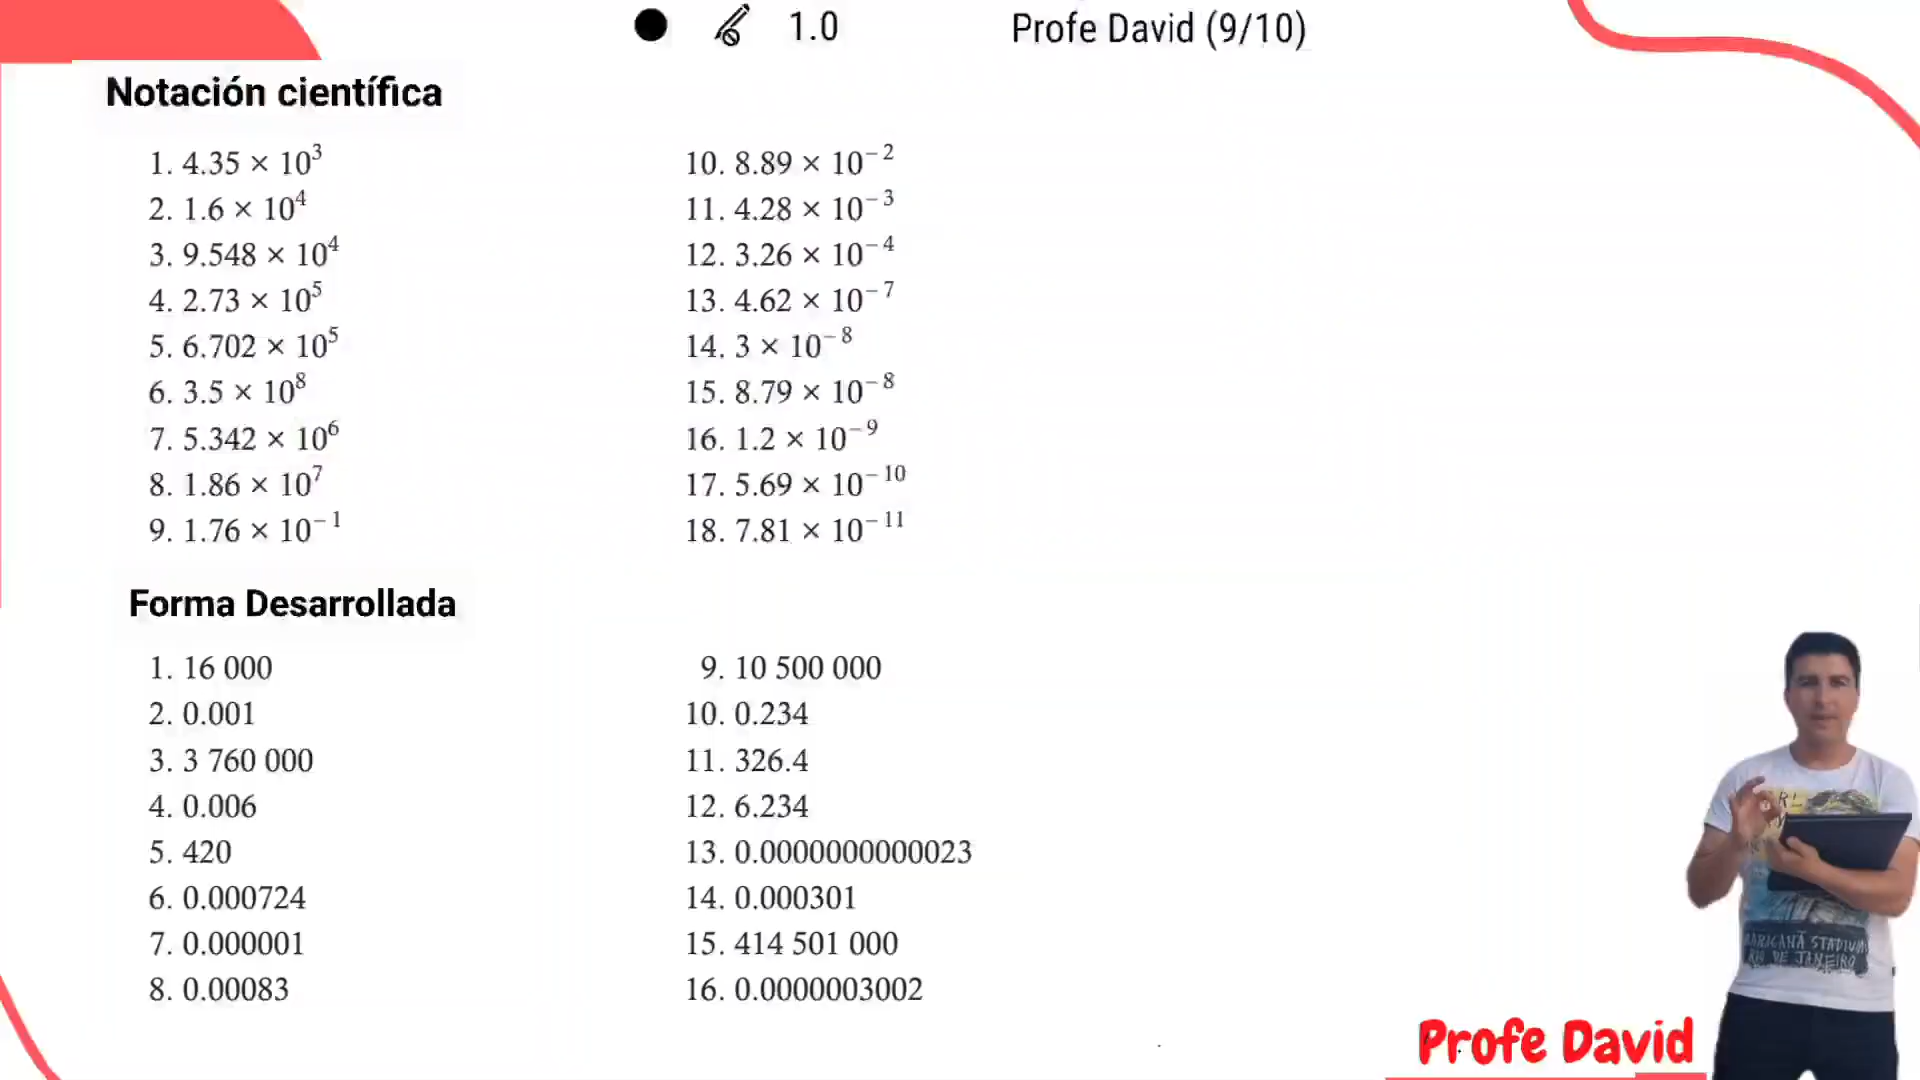 1.0 Profe David (9/10)
Notación científica
1. 4.35 × 10³
2. 1.6 × 10⁴
3. 9.548 × 10⁴
4. 2.73 × 10⁵
5. 6.702 × 10⁵
6. 3.5 × 10⁸
7. 5.342 × 10⁶
8. 1.86 × 10⁷
9. 1.76 × 10⁻¹
10. 8.89 × 10⁻²
11. 4.28 × 10⁻³
12. 3.26 × 10⁻⁴
13. 4.62 × 10⁻⁷
14. 3 × 10⁻⁸
15. 8.79 × 10⁻⁸
16. 1.2 × 10⁻⁹
17. 5.69 × 10⁻¹⁰
18. 7.81 × 10⁻¹¹
Forma Desarrollada
1. 16 000
2. 0.001
3. 3 760 000
4. 0.006
5. 420
6. 0.000724
7. 0.000001
8. 0.00083
9. 10 500 000
10. 0.234
11. 326.4
12. 6.234
13. 0.0000000000023
14. 0.000301
15. 414 501 000
16. 0.0000003002
STADIUM
DE JANEIRO
Profe David